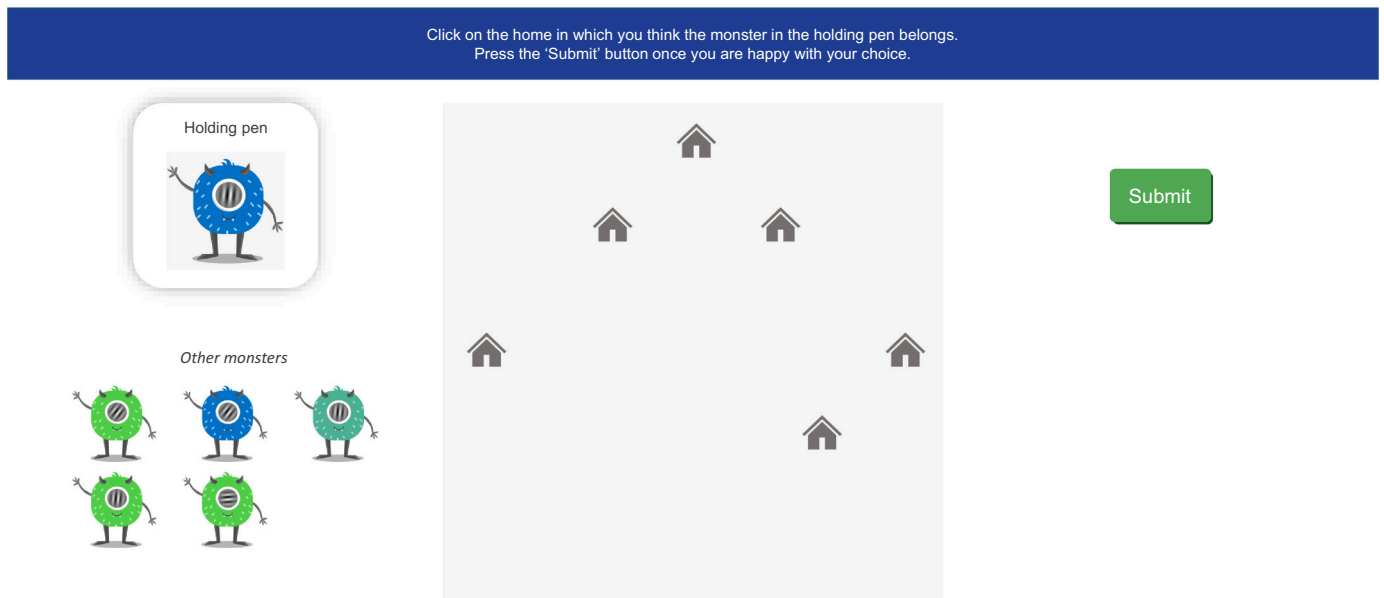 Click on the home in which you think the monster in the holding pen belongs.
Press the ‘Submit’ button once you are happy with your choice.
Holding pen
Submit
Other monsters